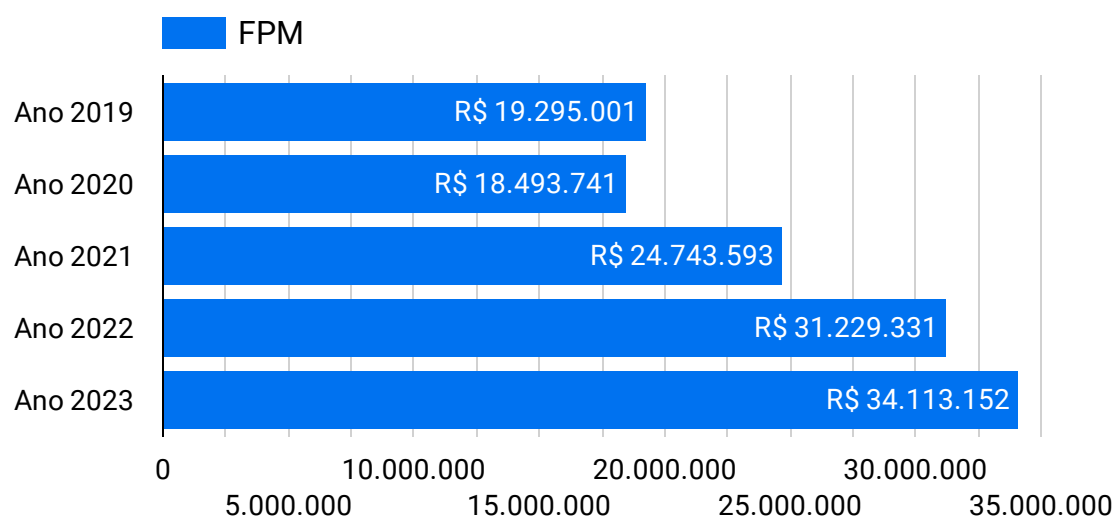 FPM
Ano 2019 R$ 19.295.001
Ano 2020 R$ 18.493.741
Ano 2021 R$ 24.743.593
Ano 2022 R$ 31.229.331
Ano 2023 R$ 34.113.152
0 10.000.000 20.000.000 30.000.000
5.000.000 15.000.000 25.000.000 35.000.000